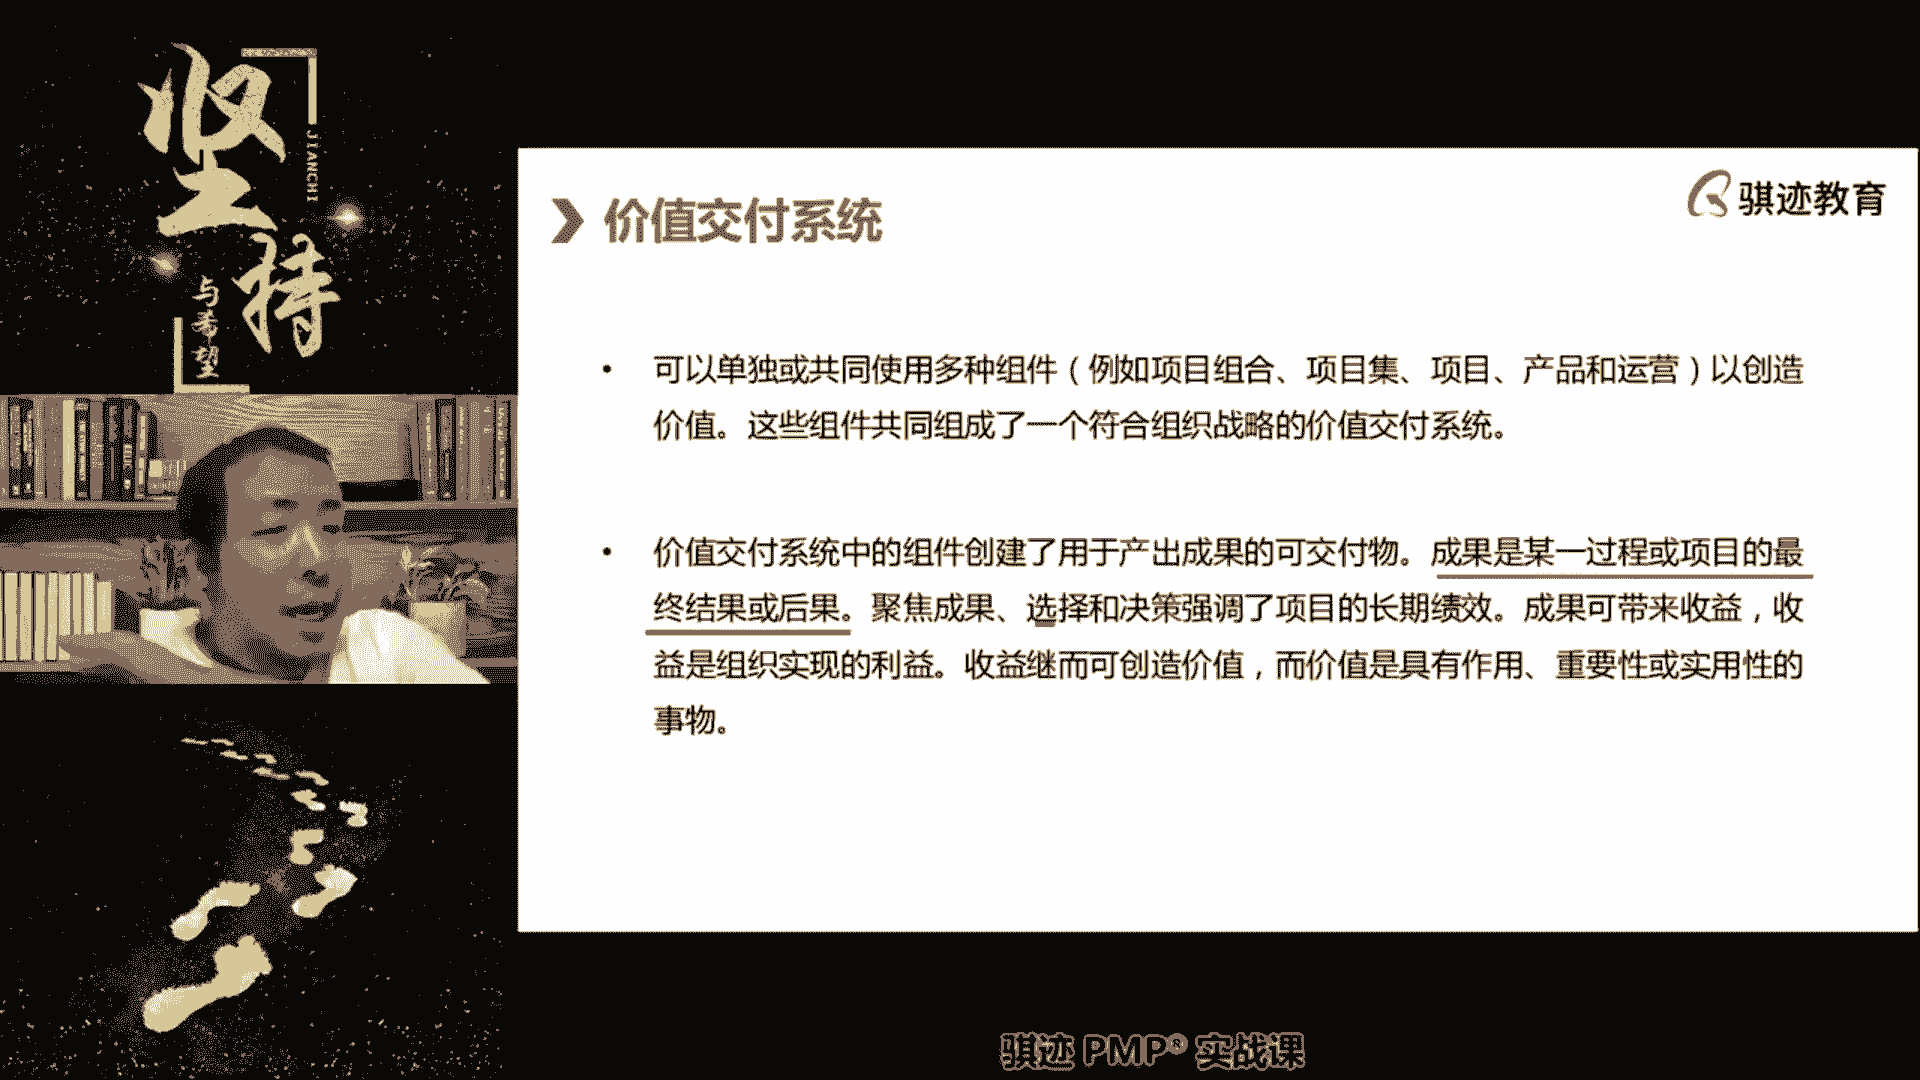 坚持
JIANCHI
与希望
价值交付系统
骐迹教育
• 可以单独或共同使用多种组件（例如项目组合、项目集、项目、产品和运营）以创造
价值。这些组件共同组成了一个符合组织战略的价值交付系统。
• 价值交付系统中的组件创建了用于产出成果的可交付物。成果是某一过程或项目的最
终结果或后果。聚焦成果、选择和决策强调了项目的长期绩效。成果可带来收益，收
益是组织实现的利益。收益继而可创造价值，而价值是具有作用、重要性或实用性的
事物。
骐迹 PMP® 实战课